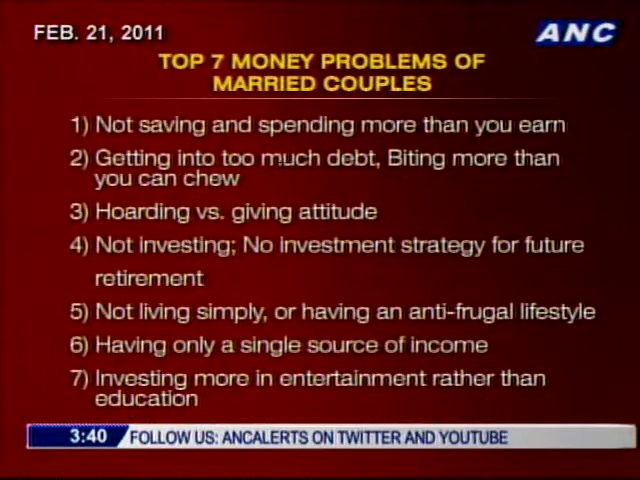 FEB. 21, 2011
ANC
TOP 7 MONEY PROBLEMS OF
MARRIED COUPLES
1) Not saving and spending more than you earn
2) Getting into too much debt, Biting more than
you can chew
3) Hoarding vs. giving attitude
4) Not investing; No investment strategy for future
retirement
5) Not living simply, or having an anti-frugal lifestyle
6) Having only a single source of income
7) Investing more in entertainment rather than
education
3:40 FOLLOW US: ANCALERTS ON TWITTER AND YOUTUBE